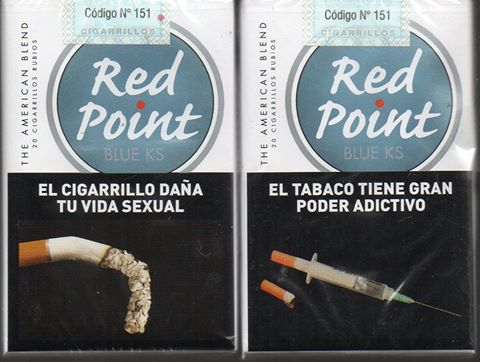 Código Nº 151
CIGARRILLOS
THE AMERICAN BLEND
20 CIGARRILLOS RUBIOS
Red
Point
BLUE KS
EL CIGARRILLO DAÑA
TU VIDA SEXUAL
Código Nº 151
CIGARRILLOS
THE AMERICAN BLEND
20 CIGARRILLOS RUBIOS
Red
Point
BLUE KS
EL TABACO TIENE GRAN
PODER ADICTIVO